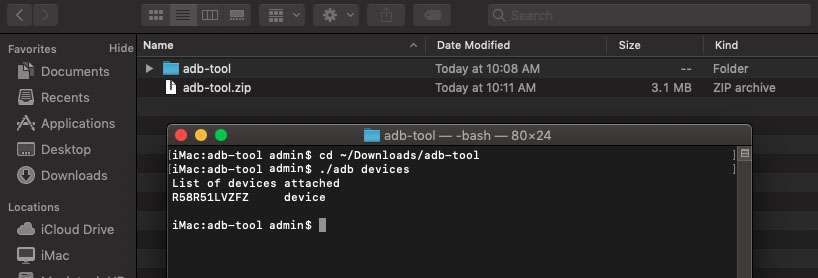 Search
Favorites Hide
Documents
Recents
Applications
Desktop
Downloads
Locations
iCloud Drive
iMac
Name Date Modified Size Kind
adb-tool Today at 10:08 AM -- Folder
adb-tool.zip Today at 10:11 AM 3.1 MB ZIP archive
adb-tool — -bash — 80×24
[iMac:adb-tool admin$ cd ~/Downloads/adb-tool ]
[iMac:adb-tool admin$ ./adb devices ]
List of devices attached
R58R51LVZFZ device
iMac:adb-tool admin$